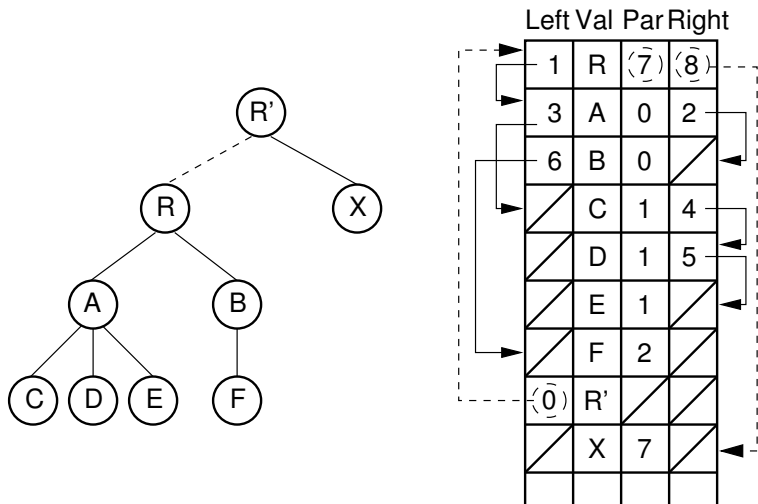 Left Val Par Right
1 R 7 8
3 A 0 2
6 B 0
C 1 4
D 1 5
E 1
F 2
0 R’
X 7
R’
R X
A B
C D E F